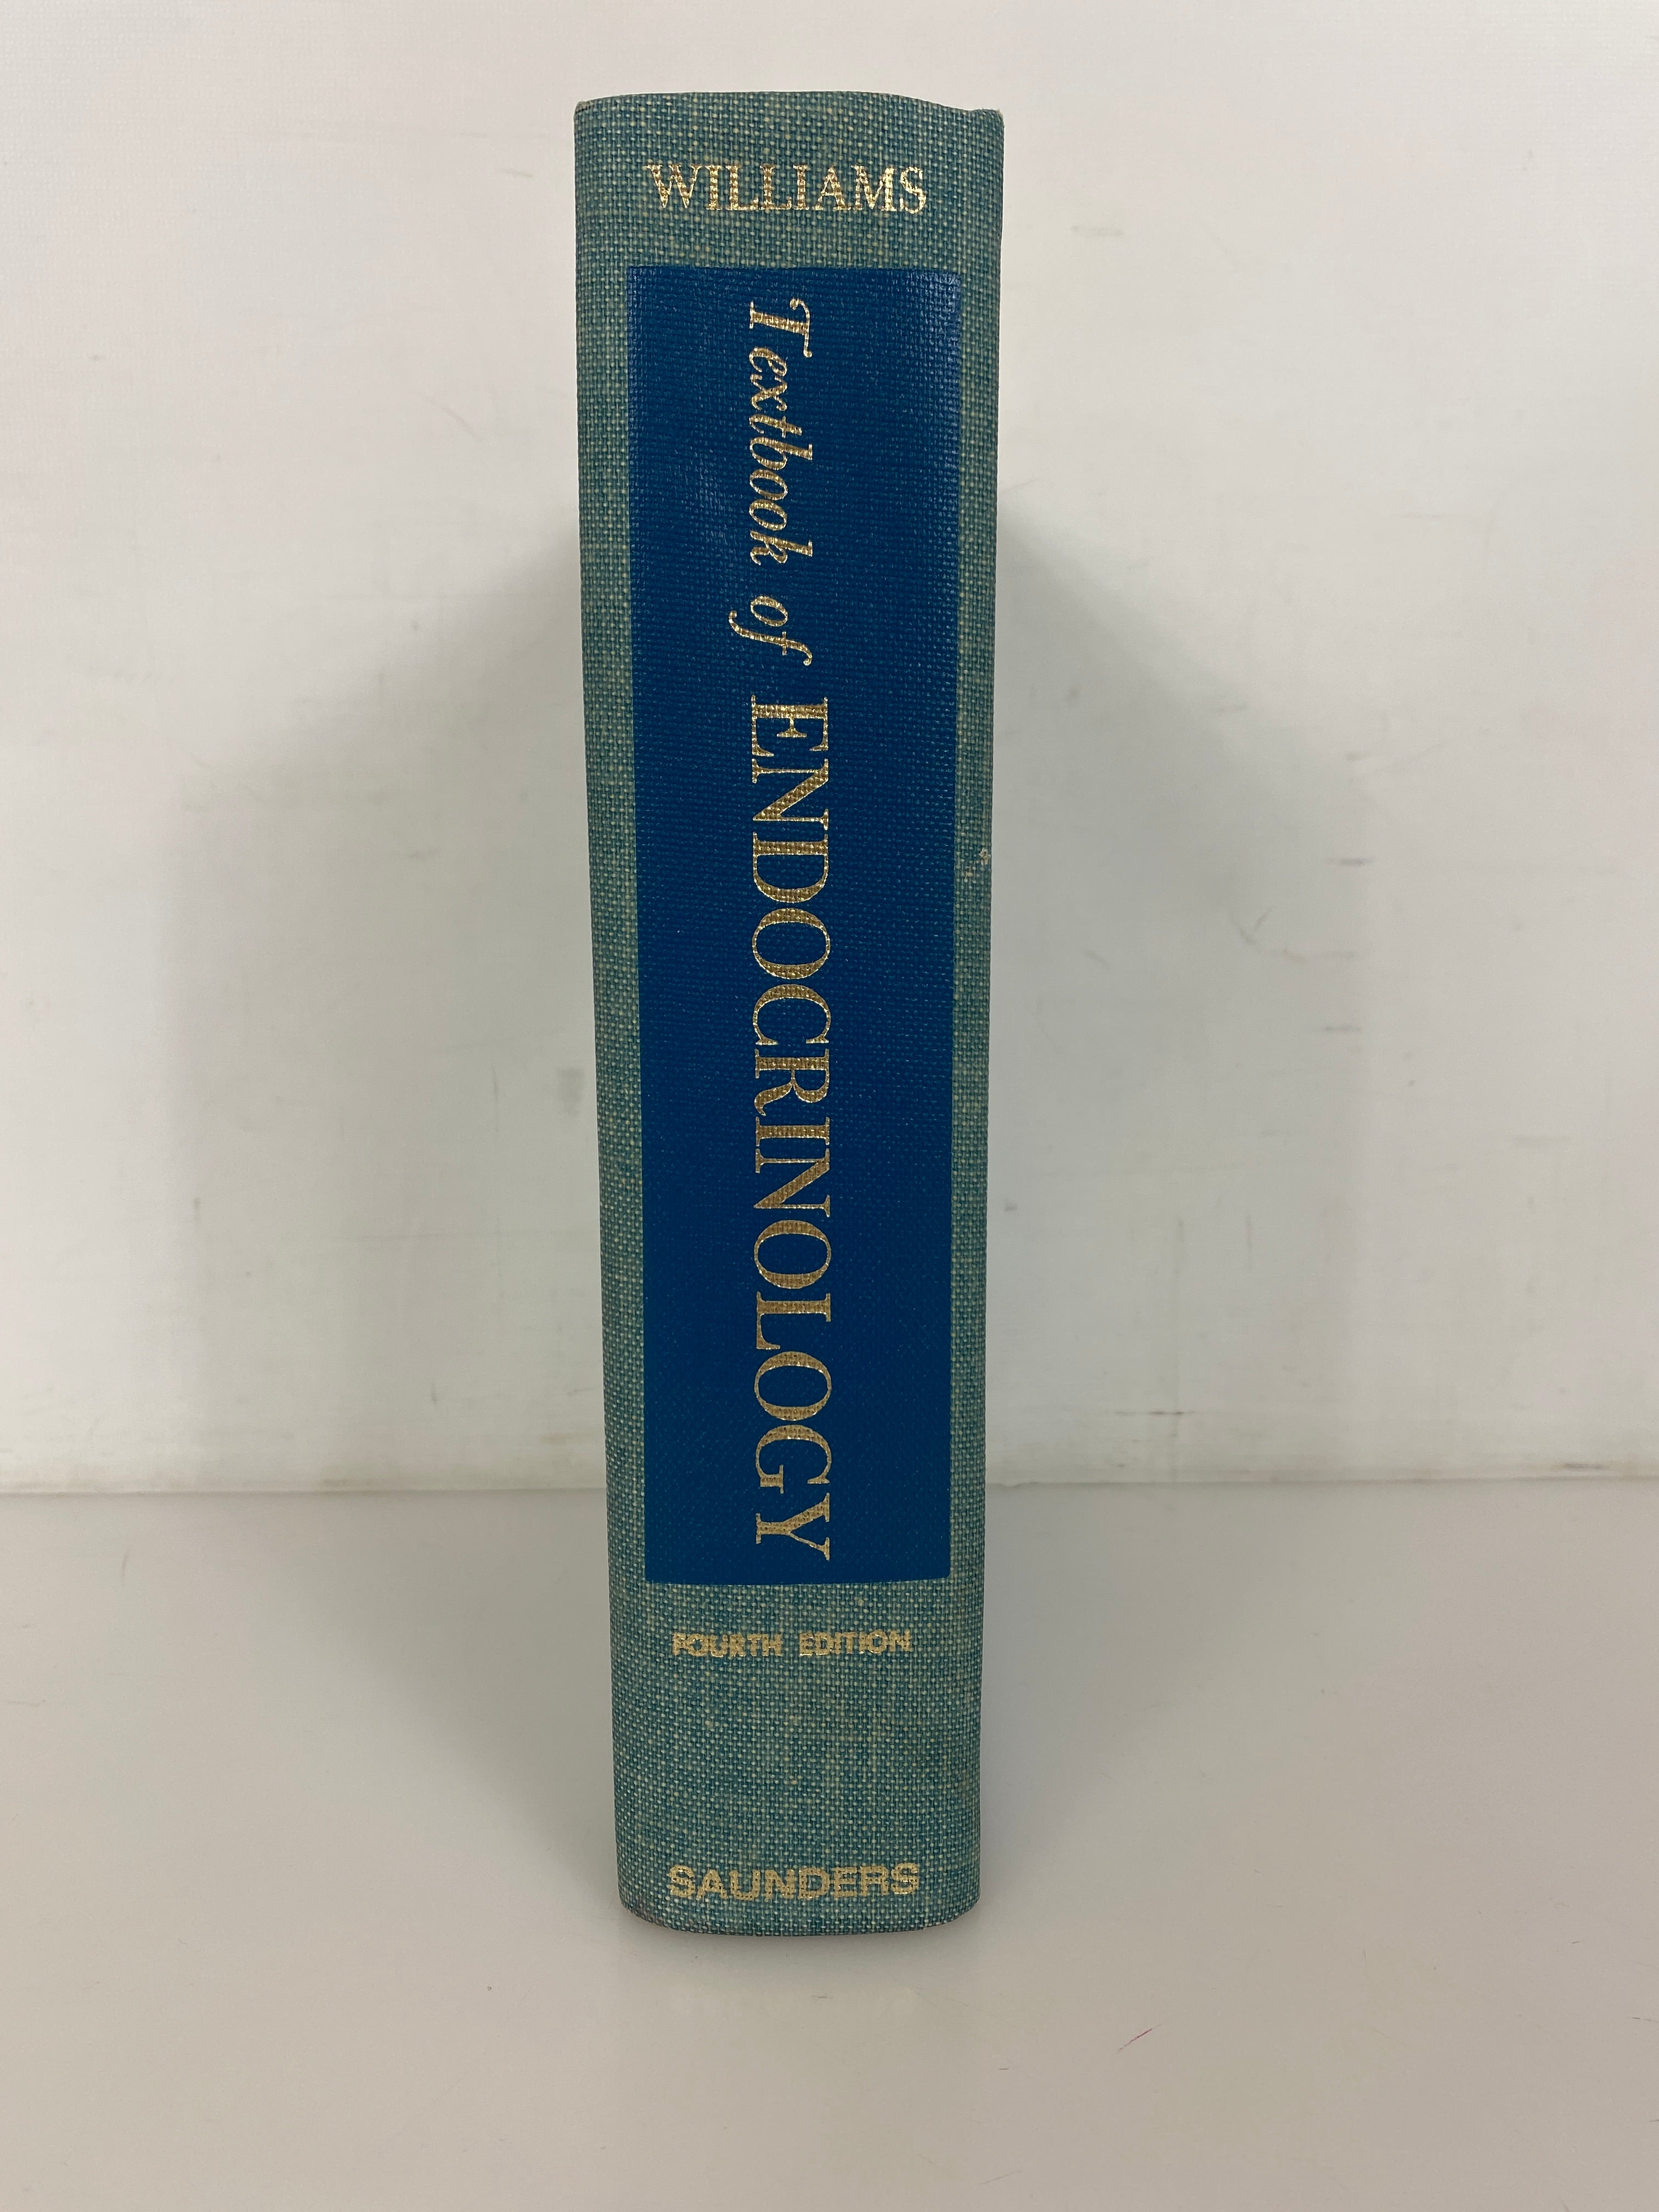 WILLIAMS
Textbook of ENDOCRINOLOGY
FOURTH EDITION
SAUNDERS